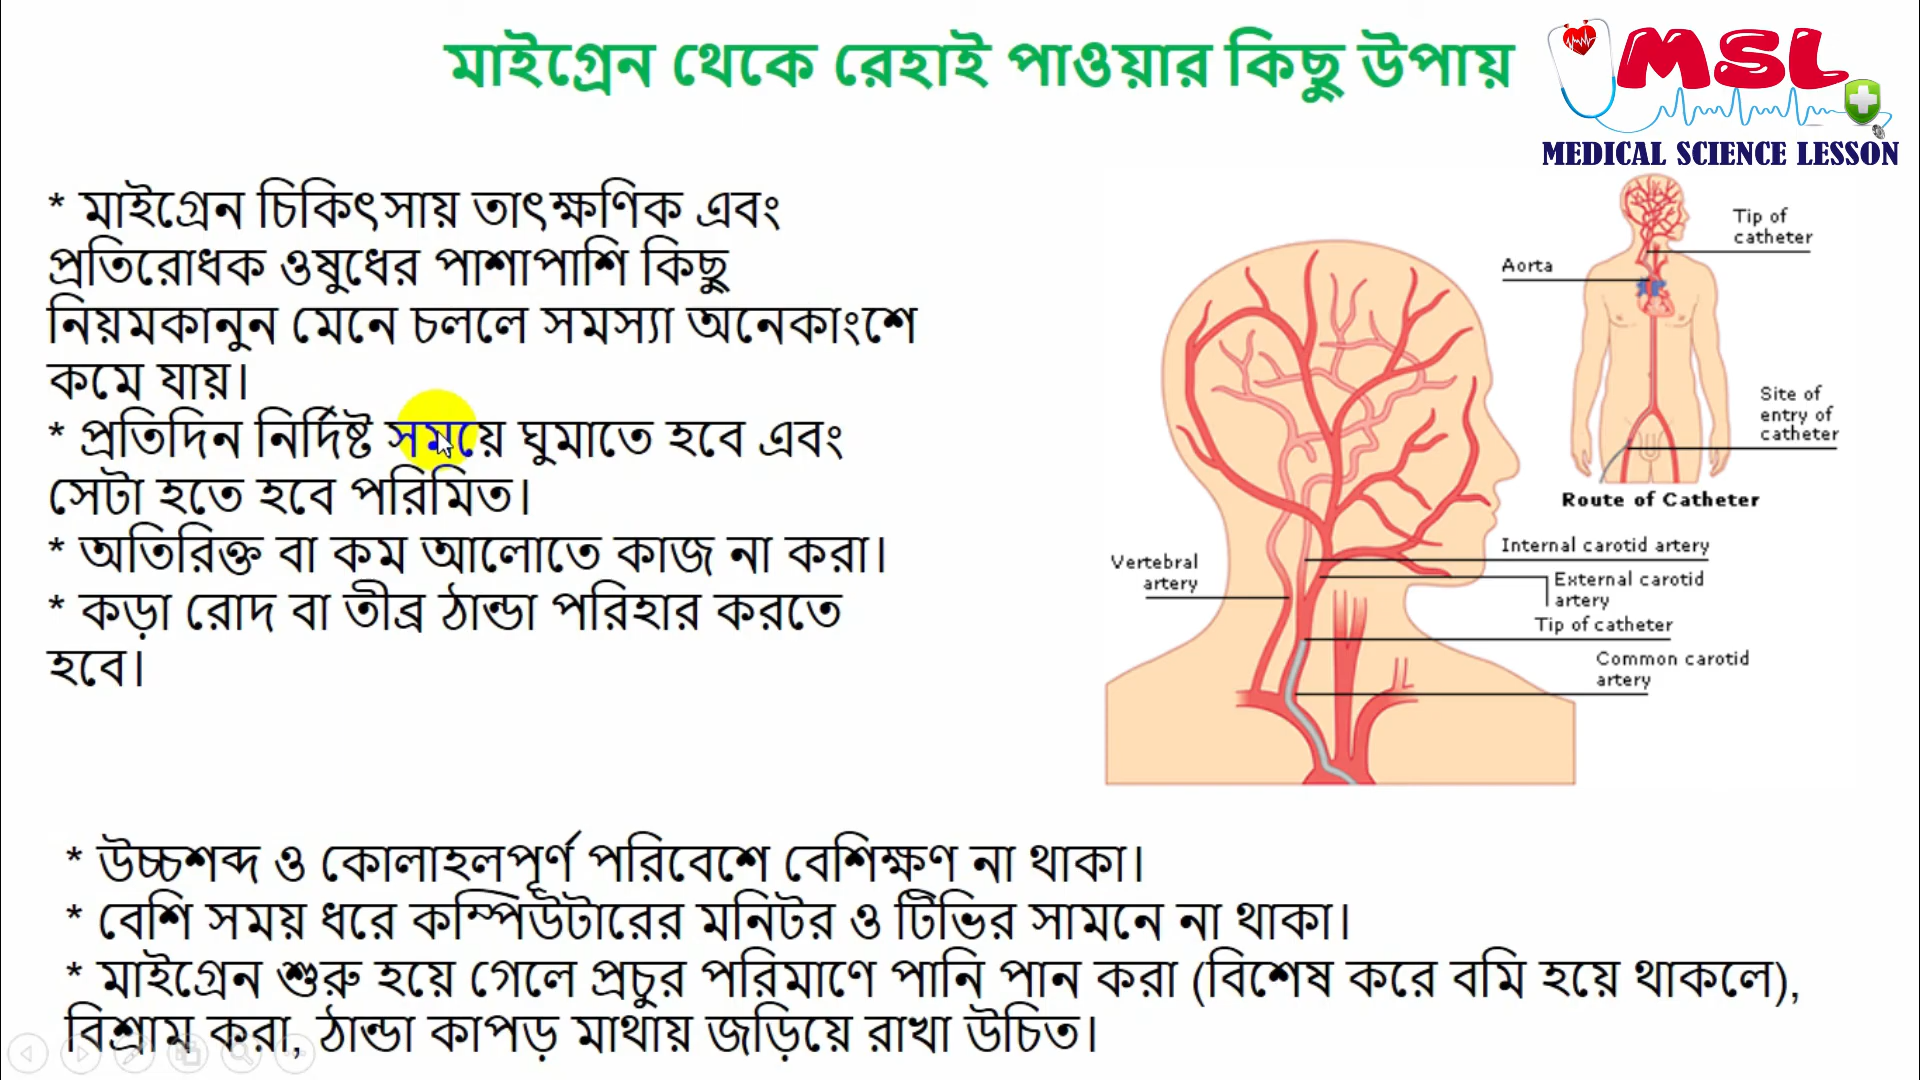 মাইগ্রেন থেকে রেহাই পাওয়ার কিছু উপায়
MSL
MEDICAL SCIENCE LESSON
* মাইগ্রেন চিকিৎসায় তাৎক্ষণিক এবং
প্রতিরোধক ওষুধের পাশাপাশি কিছু
নিয়মকানুন মেনে চললে সমস্যা অনেকাংশে
কমে যায়।
* প্রতিদিন নির্দিষ্ট সময়ে ঘুমাতে হবে এবং
সেটা হতে হবে পরিমিত।
* অতিরিক্ত বা কম আলোতে কাজ না করা।
* কড়া রোদ বা তীব্র ঠান্ডা পরিহার করতে
হবে।
Tip of
catheter
Aorta
Site of
entry of
catheter
Route of Catheter
Internal carotid artery
Vertebral
artery
External carotid
artery
Tip of catheter
Common carotid
artery
* উচ্চশব্দ ও কোলাহলপূর্ণ পরিবেশে বেশিক্ষণ না থাকা।
* বেশি সময় ধরে কম্পিউটারের মনিটর ও টিভির সামনে না থাকা।
* মাইগ্রেন শুরু হয়ে গেলে প্রচুর পরিমাণে পানি পান করা (বিশেষ করে বমি হয়ে থাকলে),
বিশ্রাম করা, ঠান্ডা কাপড় মাথায় জড়িয়ে রাখা উচিত।